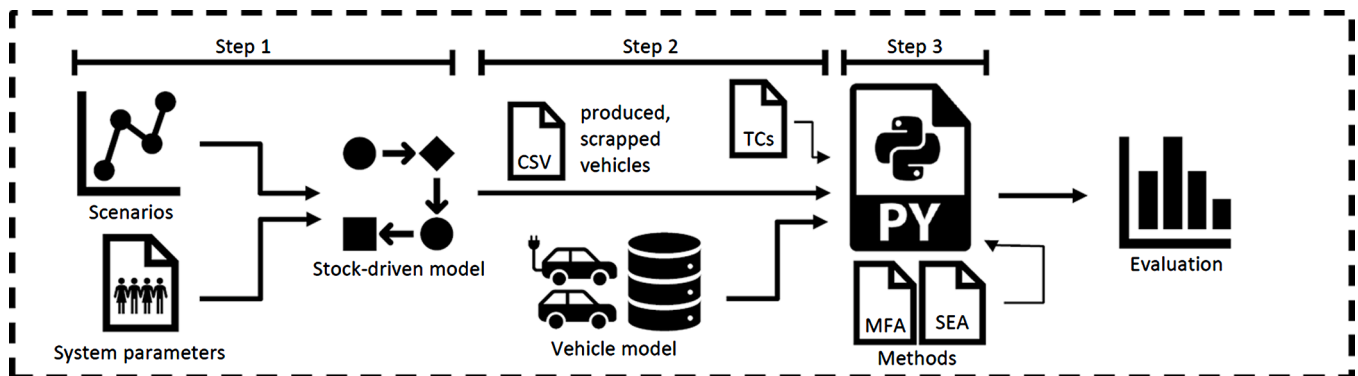 Step 1
Step 2
Step 3
Scenarios
System parameters
Stock-driven model
CSV
produced,
scrapped
vehicles
TCs
Vehicle model
PY
MFA
SEA
Methods
Evaluation